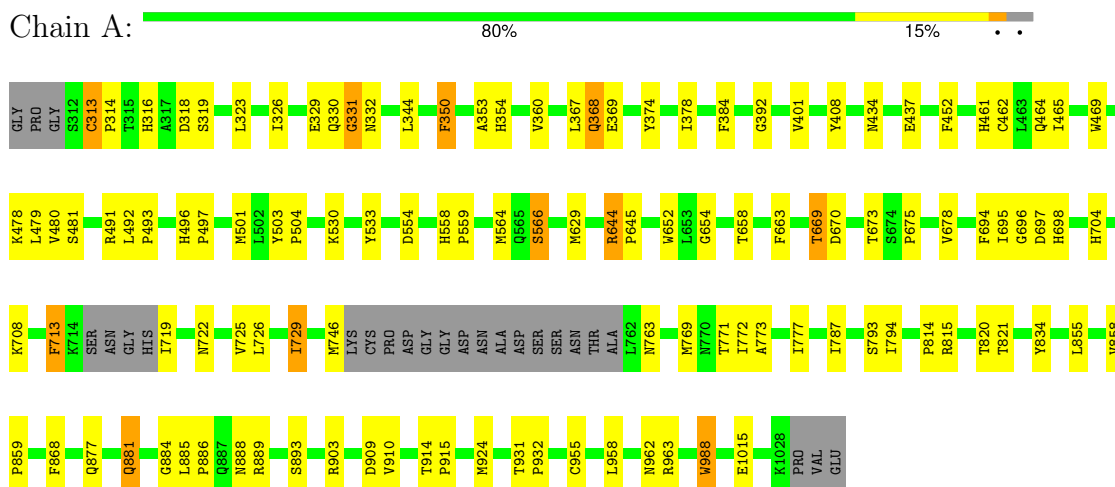 Chain A:
80% 15% • •
GLY PRO GLY S312 C313 P314 T315 H316 A317 D318 S319 L323 I326 E329 Q330 G331 N332 L344 F350 A353 H354 V360 L367 Q368 E369 Y374 I378 F384 G392 V401 Y408 N434 E437 F452 H461 C462 L463 Q464 I465 W469
K478 L479 V480 S481 R491 L492 P493 H496 P497 M501 L502 Y503 P504 K530 Y533 D554 H558 P559 M564 Q565 S566 M629 R644 P645 W652 L653 G654 T658 F663 T669 D670 T673 S674 P675 V678 F694 I695 G696 D697 H698 H704
K708 F713 K714 SER ASN GLY HIS I719 N722 V725 L726 I729 M746 LYS CYS PRO ASP GLY GLY ASP ASN ALA ASP SER SER ASN THR ALA L762 N763 M769 N770 T771 I772 A773 I777 I787 S793 I794 P814 R815 T820 T821 Y834 L855 V858
P859 F868 Q877 Q881 G884 L885 P886 Q887 N888 R889 S893 R903 D909 V910 T914 P915 M924 T931 P932 C955 L958 N962 R963 W988 E1015 K1028 PRO VAL GLU